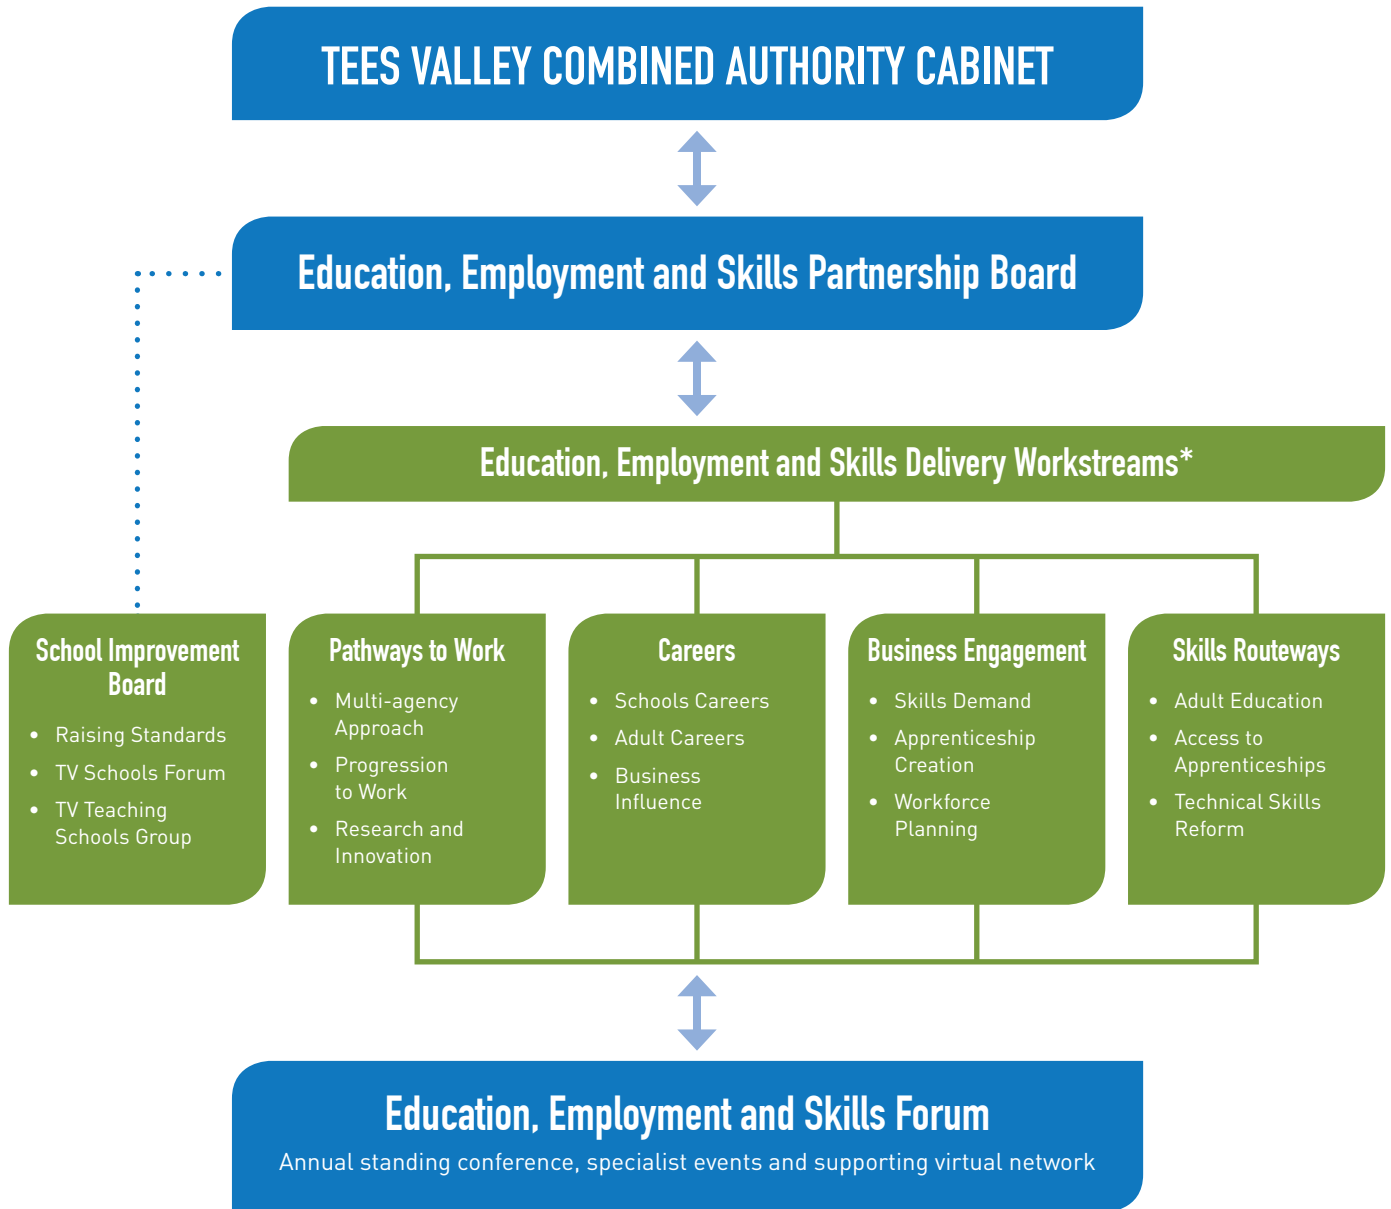 TEES VALLEY COMBINED AUTHORITY CABINET
Education, Employment and Skills Partnership Board
Education, Employment and Skills Delivery Workstreams*
School Improvement
Board
• Raising Standards
• TV Schools Forum
• TV Teaching
Schools Group
Pathways to Work
• Multi-agency
Approach
• Progression
to Work
• Research and
Innovation
Careers
• Schools Careers
• Adult Careers
• Business
Influence
Business Engagement
• Skills Demand
• Apprenticeship
Creation
• Workforce
Planning
Skills Routeways
• Adult Education
• Access to
Apprenticeships
• Technical Skills
Reform
Education, Employment and Skills Forum
Annual standing conference, specialist events and supporting virtual network